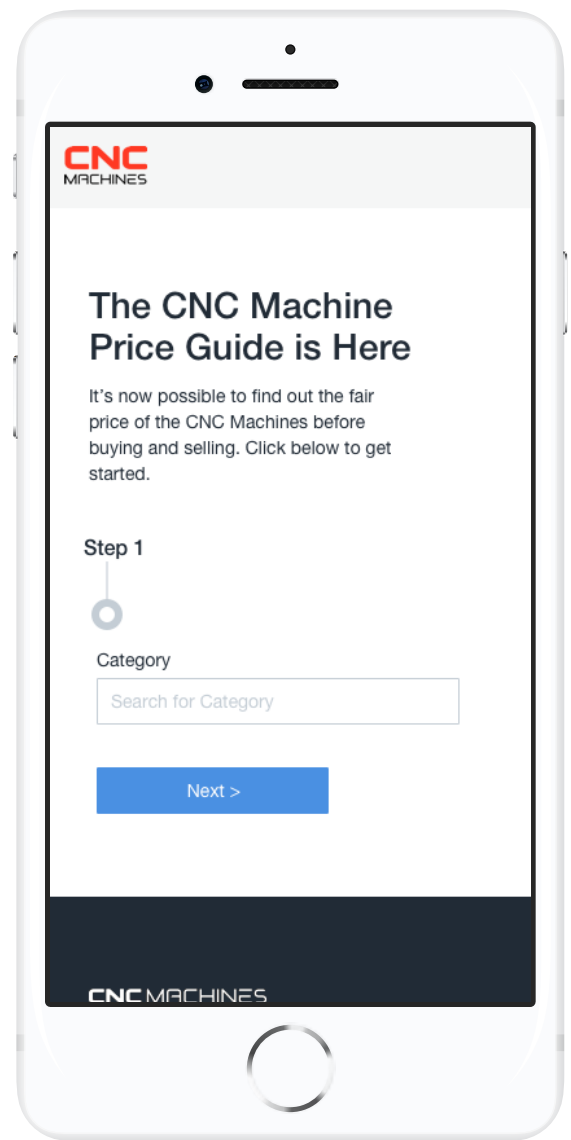 CNC
MACHINES
The CNC Machine
Price Guide is Here
It's now possible to find out the fair
price of the CNC Machines before
buying and selling. Click below to get
started.
Step 1
Category
Search for Category
Next >
CNC MACHINES